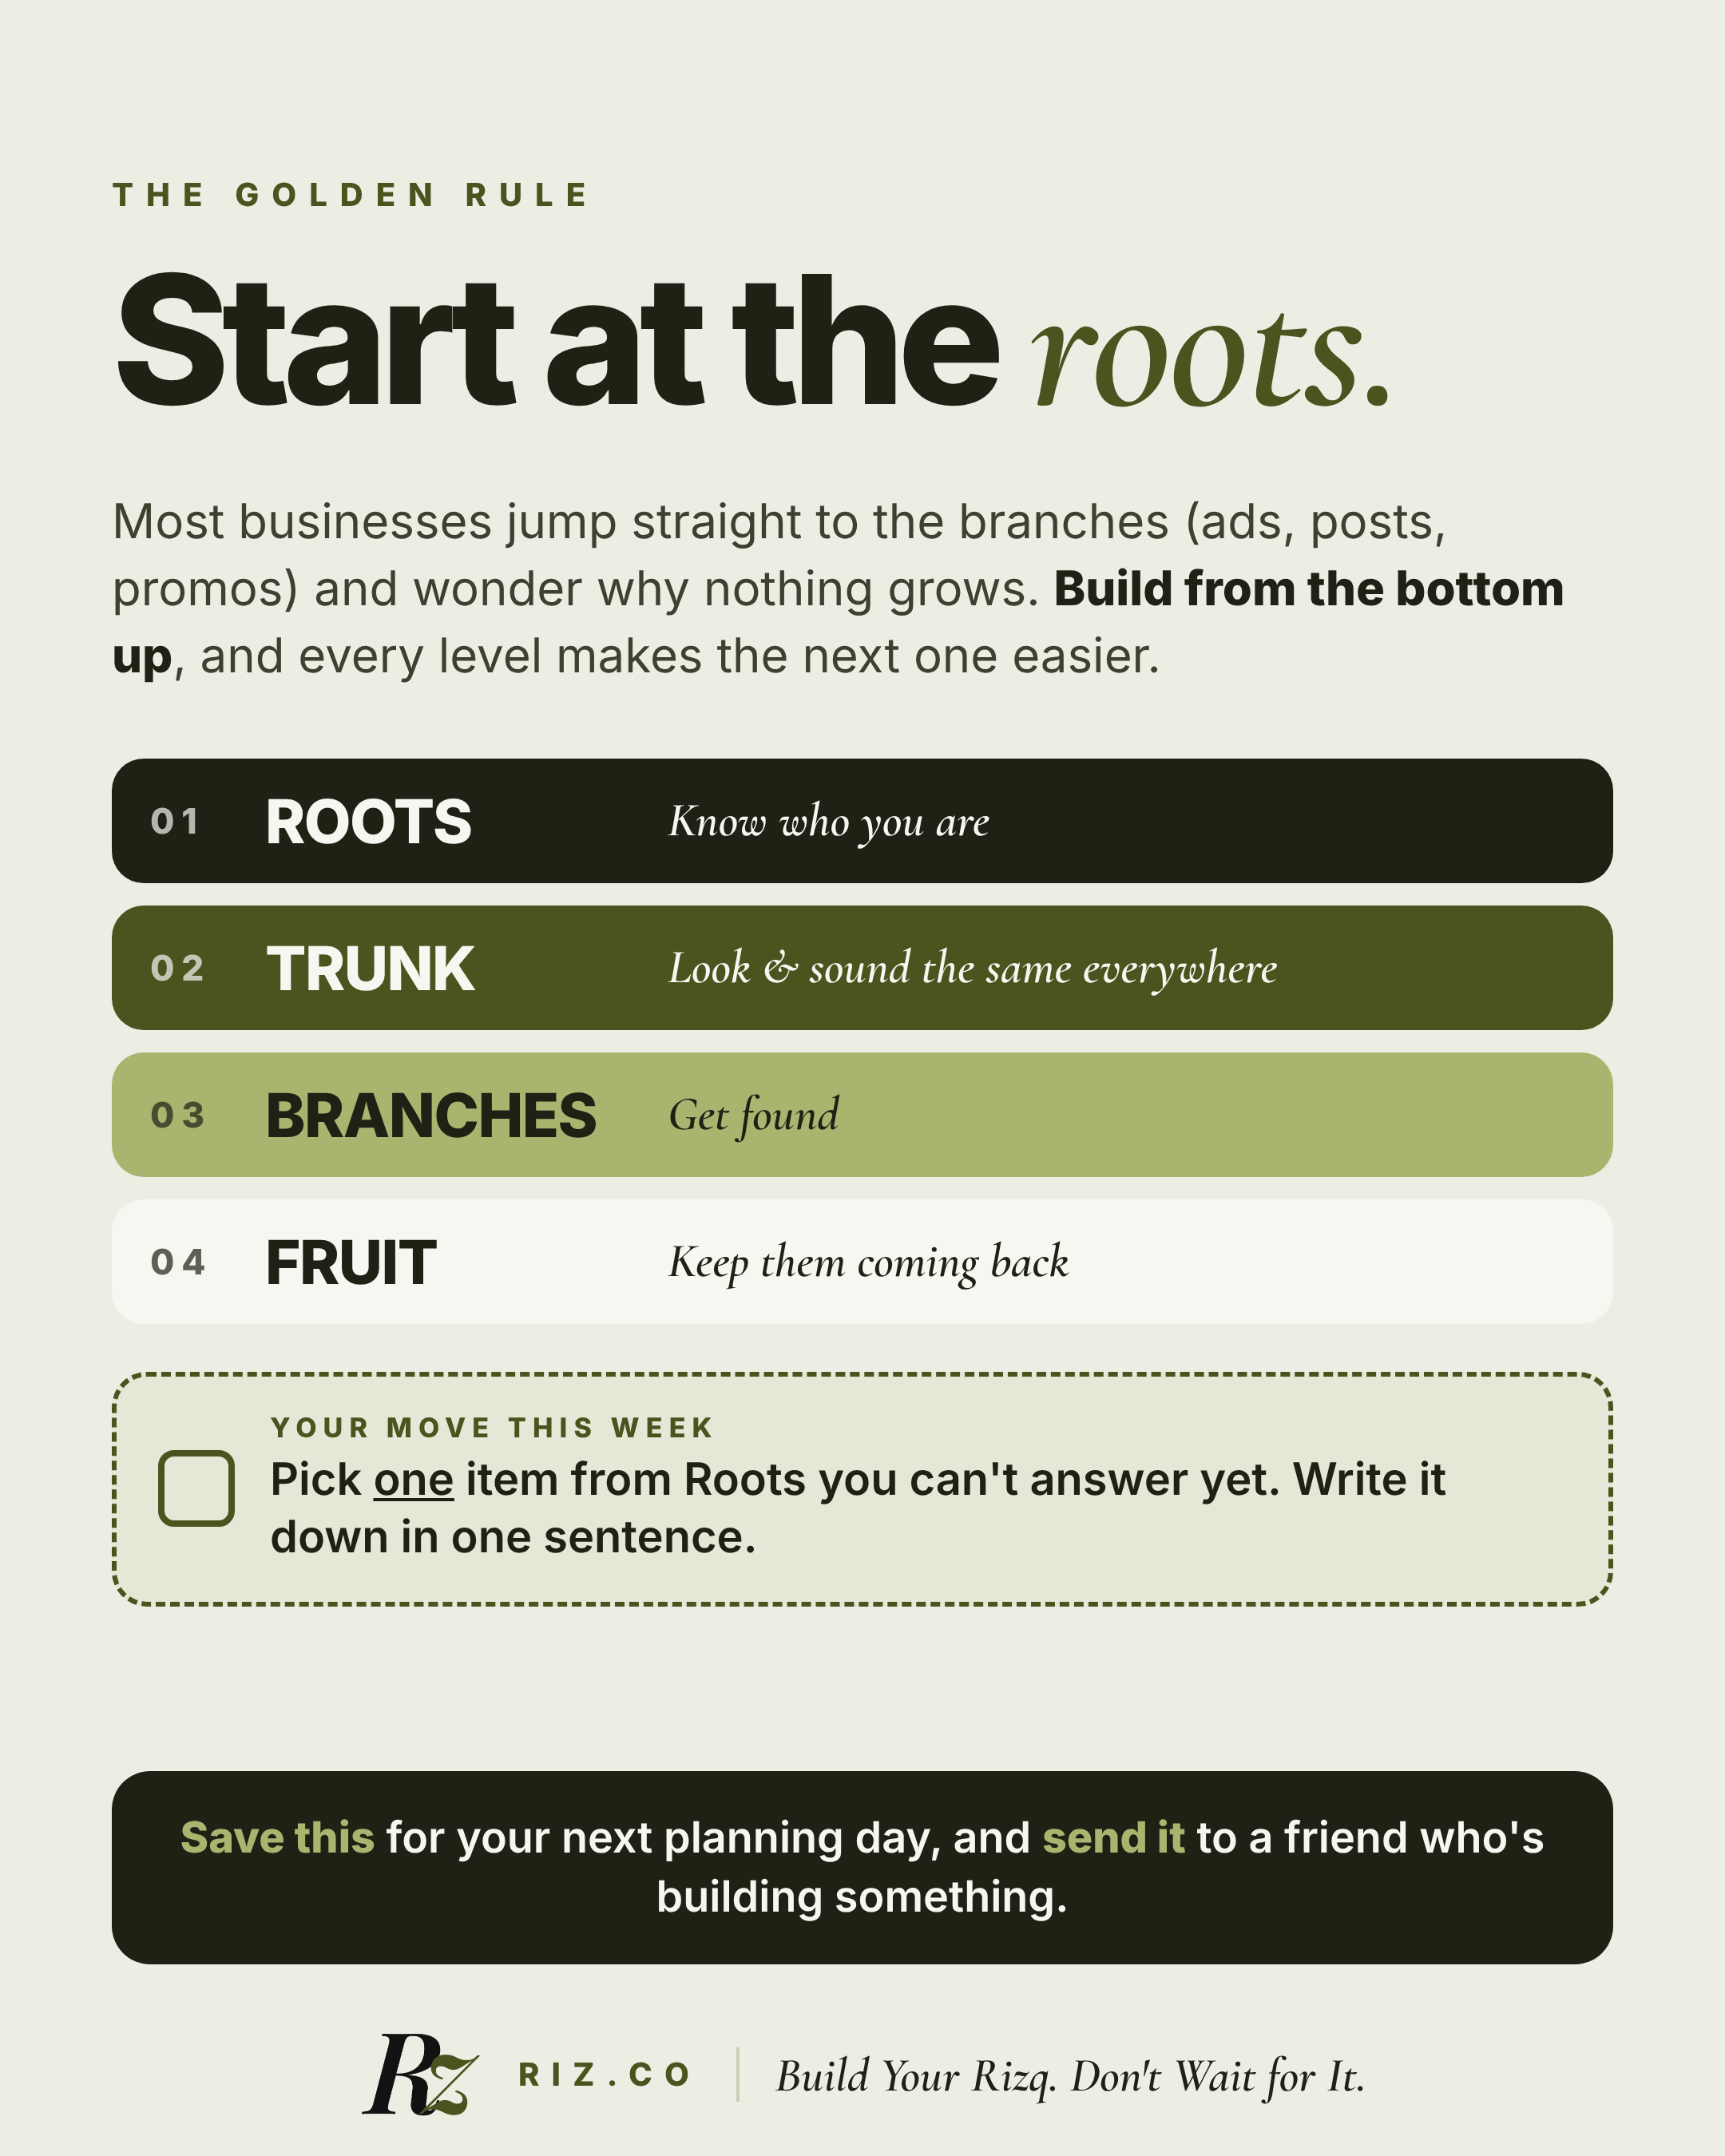 THE GOLDEN RULE
Start at the roots.
Most businesses jump straight to the branches (ads, posts,
promos) and wonder why nothing grows. Build from the bottom
up, and every level makes the next one easier.
01 ROOTS Know who you are
02 TRUNK Look & sound the same everywhere
03 BRANCHES Get found
04 FRUIT Keep them coming back
YOUR MOVE THIS WEEK
Pick one item from Roots you can't answer yet. Write it
down in one sentence.
Save this for your next planning day, and send it to a friend who's
building something.
Rz RIZ.CO Build Your Rizq. Don't Wait for It.